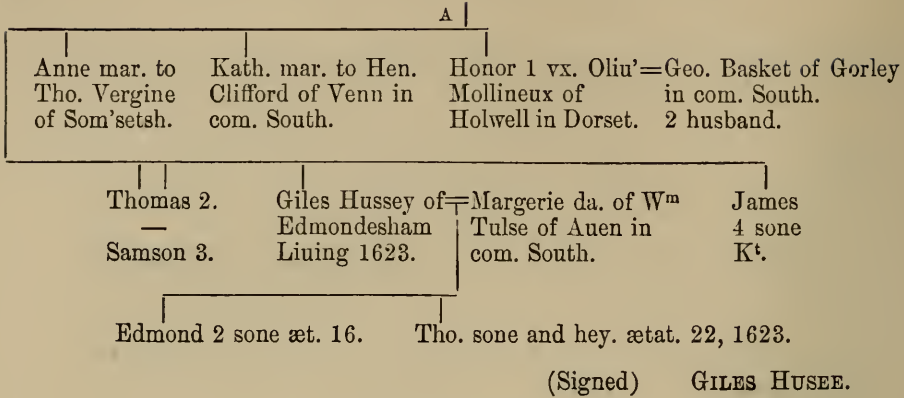 A
Anne mar. to
Tho. Vergine
of Som'setsh.
Kath. mar. to Hen.
Clifford of Venn in
com. South.
Honor 1 vx. Oliu'=Geo. Basket of Gorley
Mollineux of
Holwell in Dorset.
in com. South.
2 husband.
Thomas 2.
—
Samson 3.
Giles Hussey of=Margerie da. of Wᵐ
Edmondesham
Liuing 1623.
Tulse of Auen in
com. South.
James
4 sone
Kᵗ.
Edmond 2 sone æt. 16.
Tho. sone and hey. ætat. 22, 1623.
(Signed) GILES HUSEE.